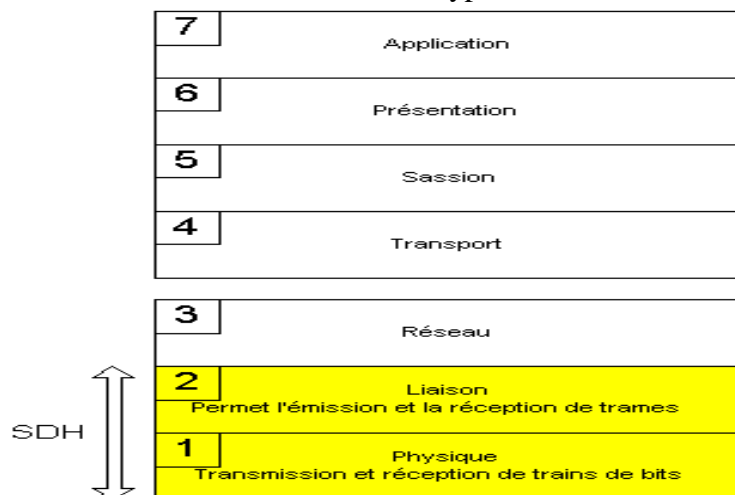 7
Application
6
Présentation
5
Sassion
4
Transport
3
Réseau
2
Liaison
Permet l'émission et la réception de trames
SDH
1
Physique
Transmission et réception de trains de bits